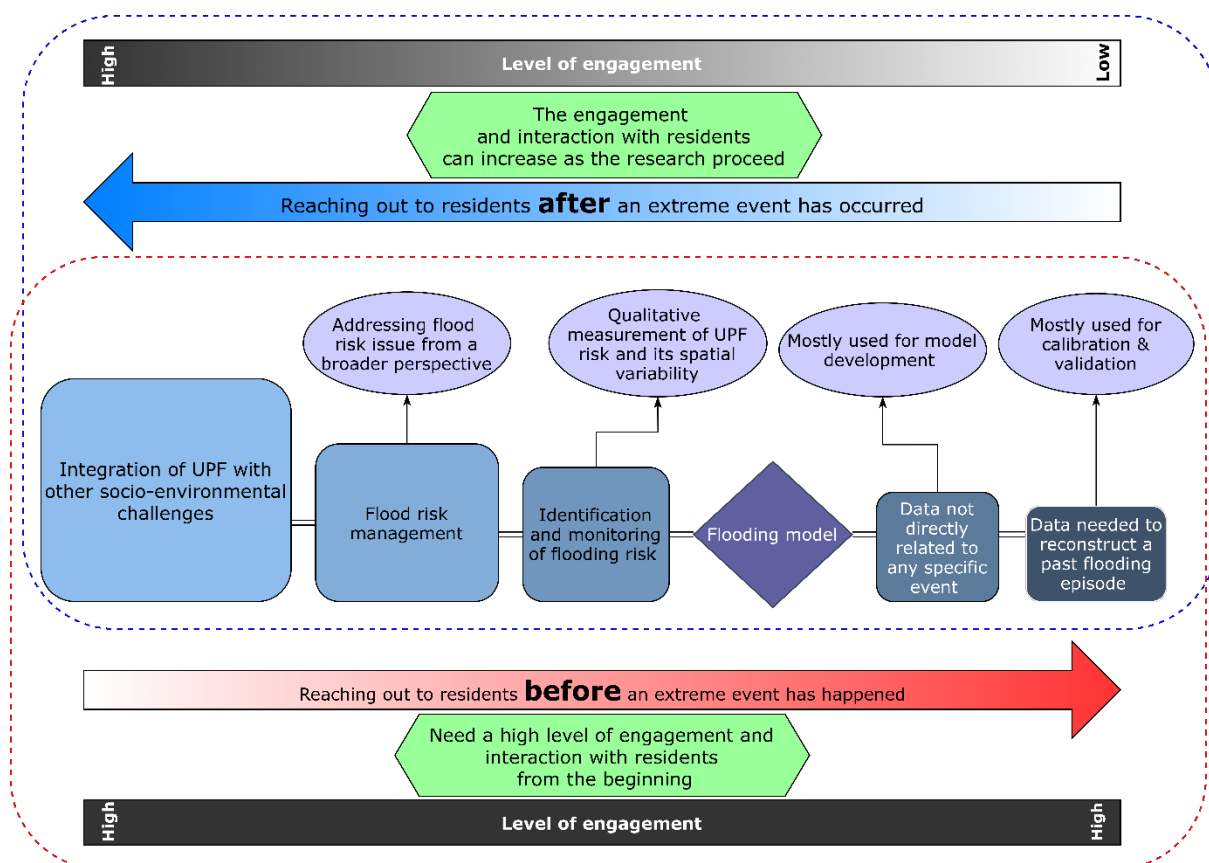 High
Level of engagement
Low
The engagement
and interaction with residents
can increase as the research proceed
Reaching out to residents after an extreme event has occurred
Addressing flood
risk issue from a
broader perspective
Qualitative
measurement of UPF
risk and its spatial
variability
Mostly used for model
development
Mostly used for
calibration &
validation
Integration of UPF with
other socio-environmental
challenges
Flood risk
management
Identification
and monitoring
of flooding risk
Flooding model
Data not
directly
related to
any specific
event
Data needed to
reconstruct a
past flooding
episode
Reaching out to residents before an extreme event has happened
Need a high level of engagement and
interaction with residents
from the beginning
High
Level of engagement
High